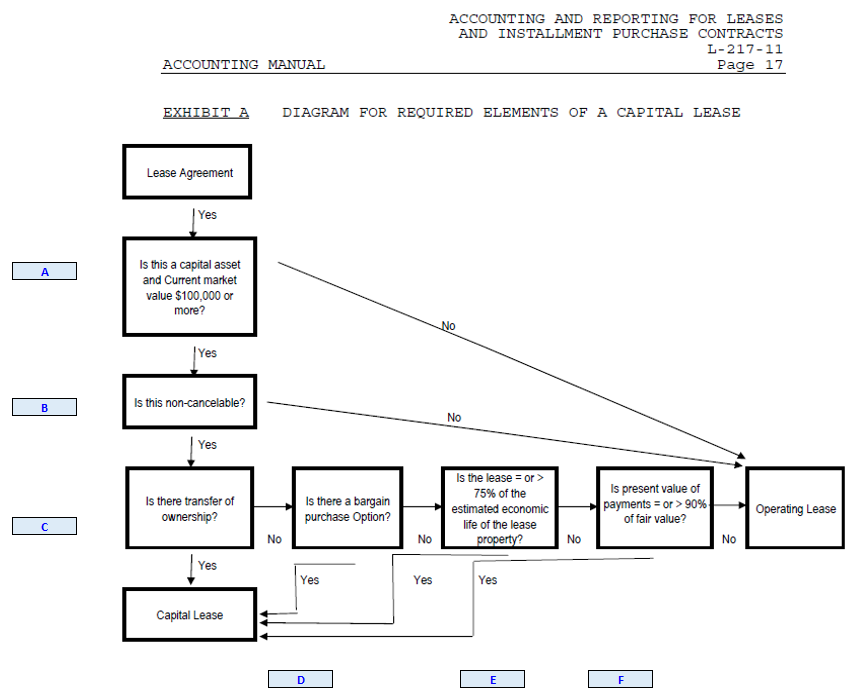 ACCOUNTING AND REPORTING FOR LEASES
AND INSTALLMENT PURCHASE CONTRACTS
L-217-11
ACCOUNTING MANUAL Page 17
EXHIBIT A DIAGRAM FOR REQUIRED ELEMENTS OF A CAPITAL LEASE
Lease Agreement
Yes
A
Is this a capital asset
and Current market
value $100,000 or
more?
No
Yes
B
Is this non-cancelable?
No
Yes
C
Is there transfer of
ownership?
No
Is there a bargain
purchase Option?
No
Is the lease = or >
75% of the
estimated economic
life of the lease
property?
No
Is present value of
payments = or > 90%
of fair value?
No
Operating Lease
Yes
Yes
Yes
Yes
Capital Lease
D
E
F